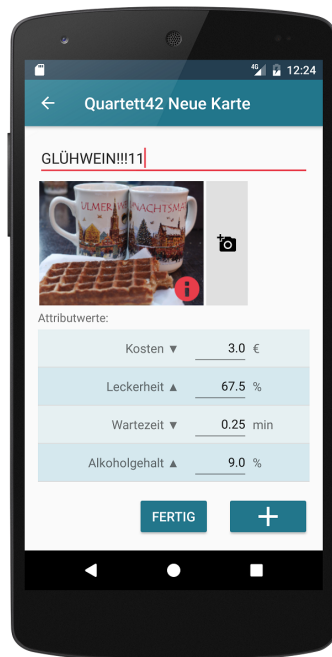 4G 12:24
Quartett42 Neue Karte
GLÜHWEIN!!!11
ULMER WEIHNACHTSMA
Attributwerte:
Kosten ▼ 3.0 €
Leckerheit ▲ 67.5 %
Wartezeit ▼ 0.25 min
Alkoholgehalt ▲ 9.0 %
FERTIG +